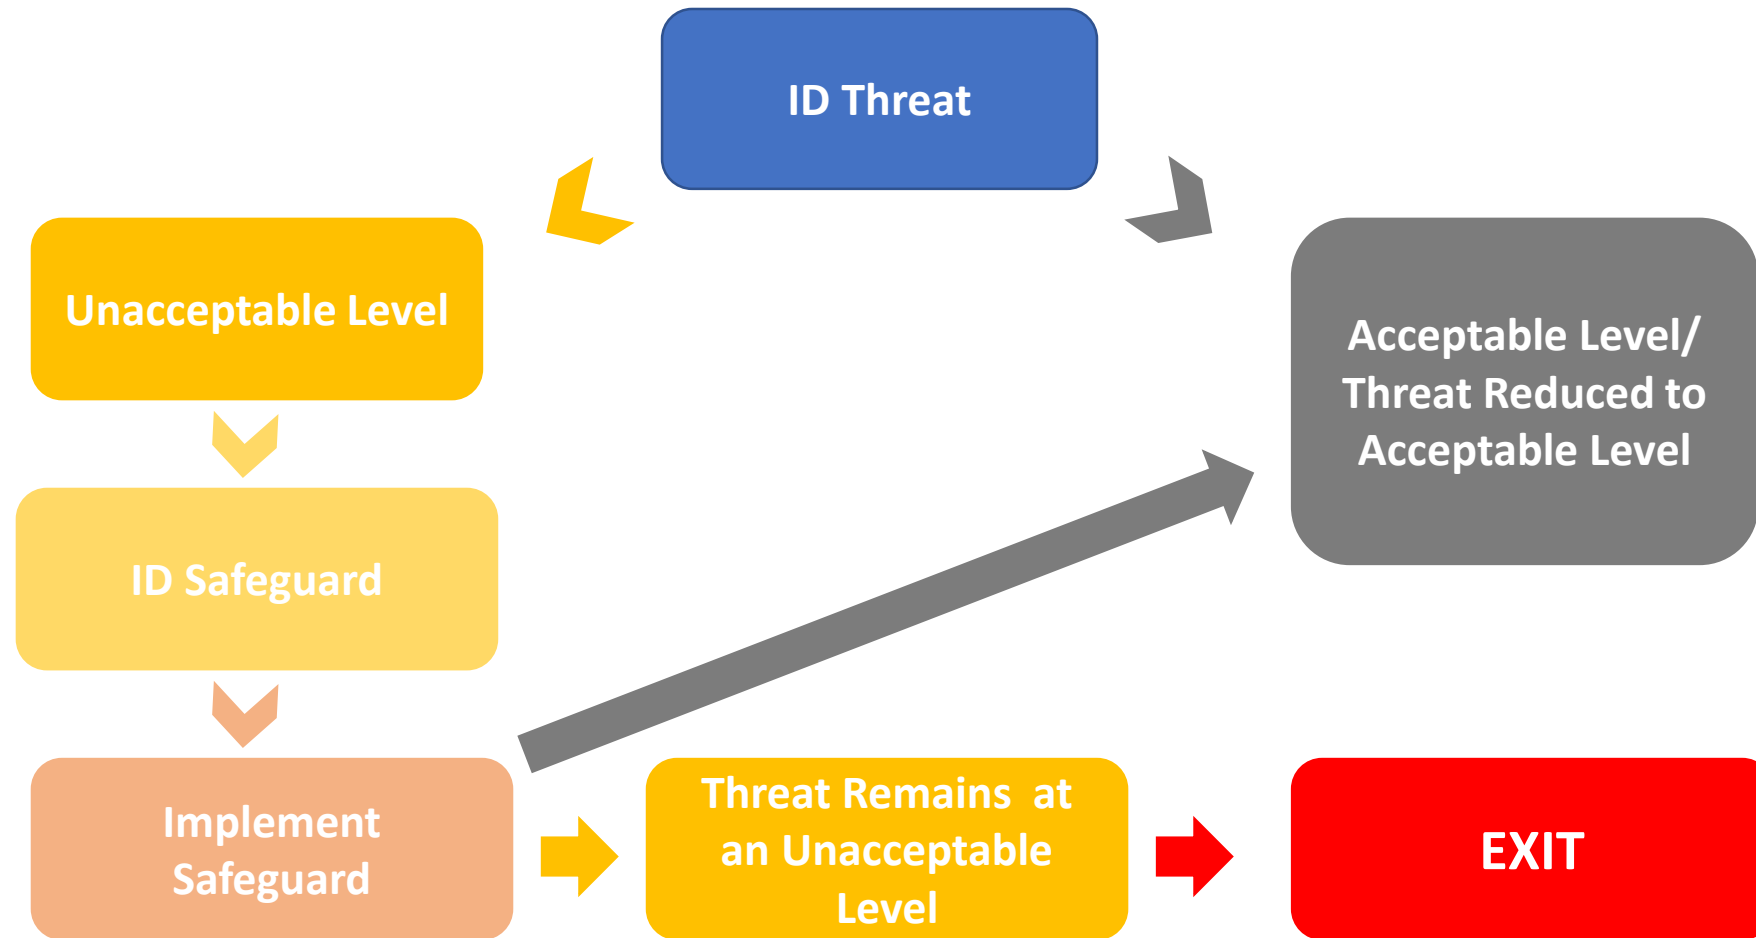 ID Threat
Unacceptable Level
Acceptable Level/
Threat Reduced to
Acceptable Level
ID Safeguard
Implement
Safeguard
Threat Remains  at
an Unacceptable
Level
EXIT